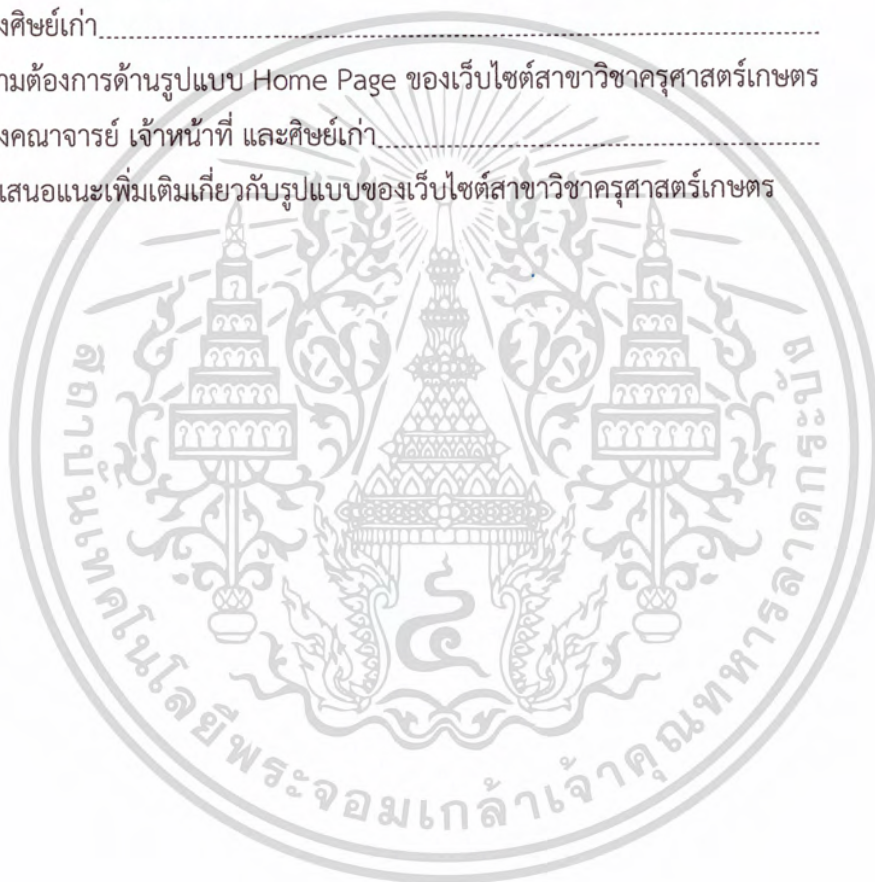 งศิษย์เก่า
ามต้องการด้านรูปแบบ Home Page ของเว็บไซต์สาขาวิชาครุศาสตร์เกษตร
งคณาจารย์ เจ้าหน้าที่ และศิษย์เก่า
เสนอแนะเพิ่มเติมเกี่ยวกับรูปแบบของเว็บไซต์สาขาวิชาครุศาสตร์เกษตร
สถาบันเทคโนโลยีพระจอมเกล้าเจ้าคุณทหารลาดกระบัง
๔